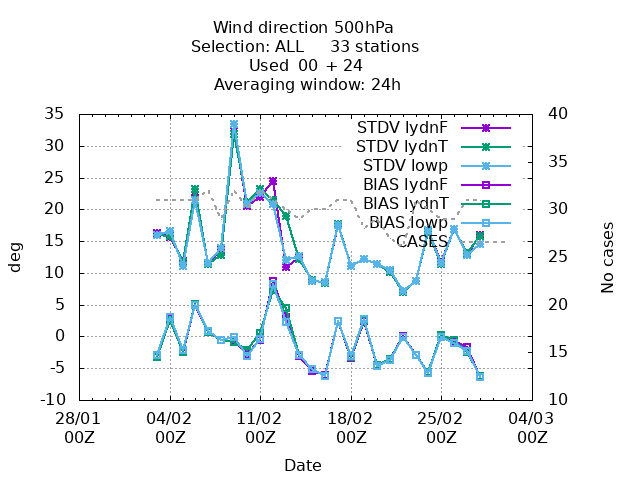 Wind direction 500hPa
Selection: ALL 33 stations
Used 00 + 24
Averaging window: 24h
35
30
25
20
15
10
5
0
-5
-10
deg
40
35
30
25
20
15
10
No cases
STDV lydnF
STDV lydnT
STDV lowp
BIAS lydnF
BIAS lydnT
BIAS lowp
CASES
28/01 04/02 11/02 18/02 25/02 04/03
00Z 00Z 00Z 00Z 00Z 00Z
Date